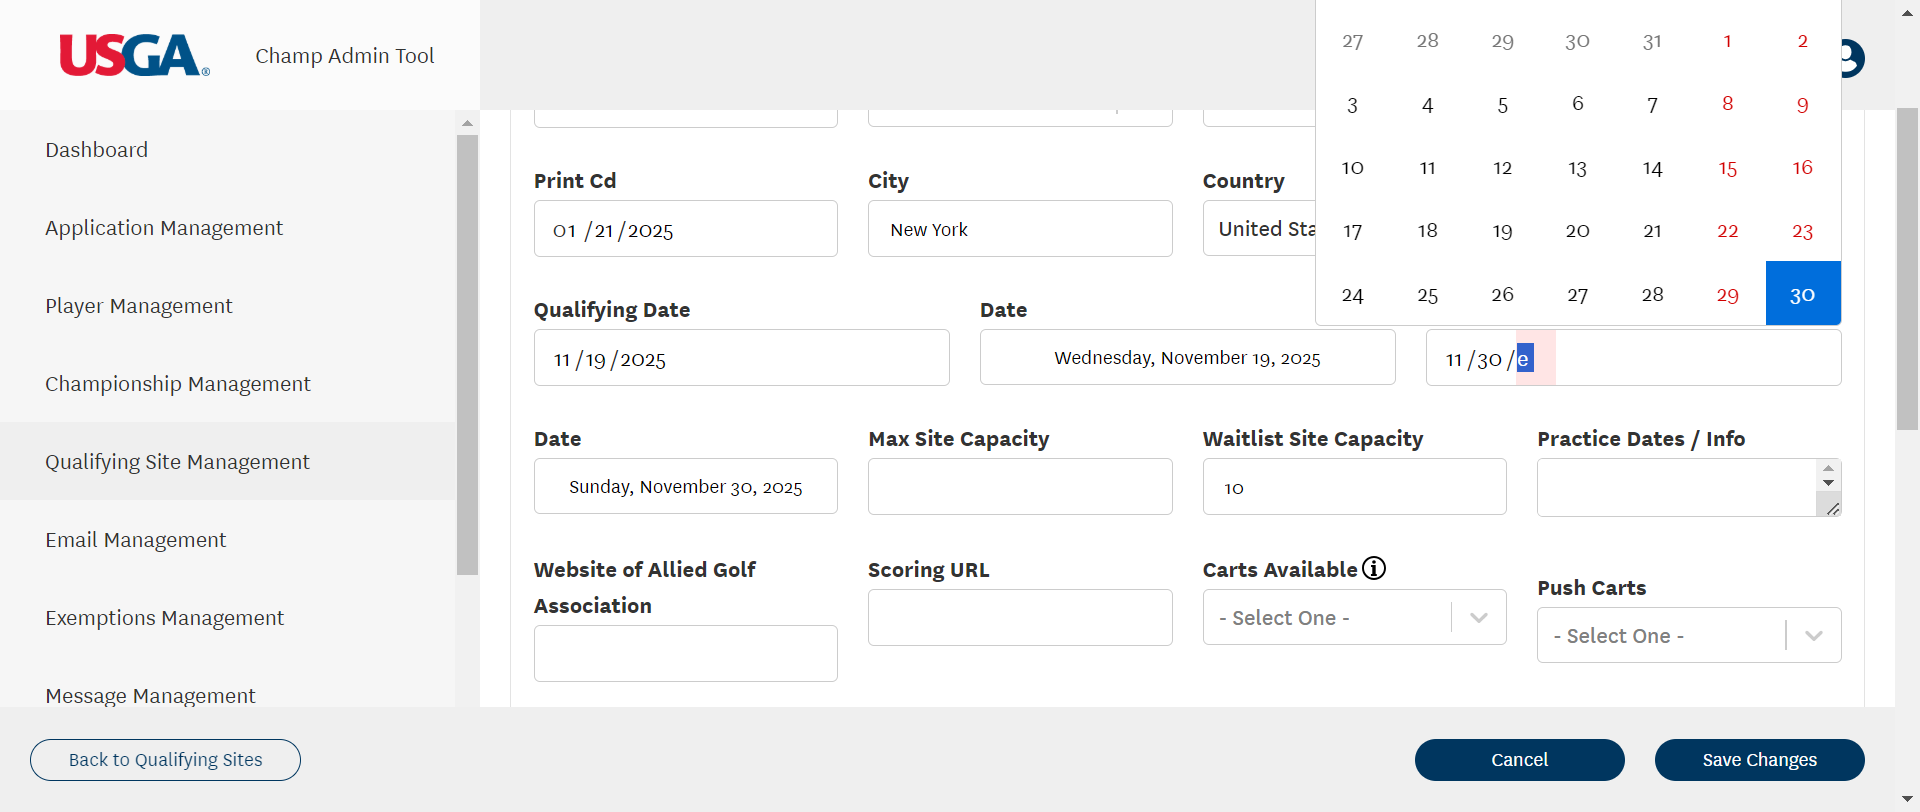 USGA®
Champ Admin Tool
27 28 29 30 31 1 2
3 4 5 6 7 8 9
10 11 12 13 14 15 16
17 18 19 20 21 22 23
24 25 26 27 28 29 30
Dashboard
Application Management
Player Management
Championship Management
Qualifying Site Management
Email Management
Exemptions Management
Message Management
Print Cd
01 /21/2025
City
New York
Country
United Sta
Qualifying Date
11 /19 /2025
Date
Wednesday, November 19, 2025
11 /30 /e
Date
Sunday, November 30, 2025
Max Site Capacity
Waitlist Site Capacity
10
Practice Dates / Info
Website of Allied Golf
Association
Scoring URL
Carts Available
- Select One -
Push Carts
- Select One -
Back to Qualifying Sites
Cancel
Save Changes